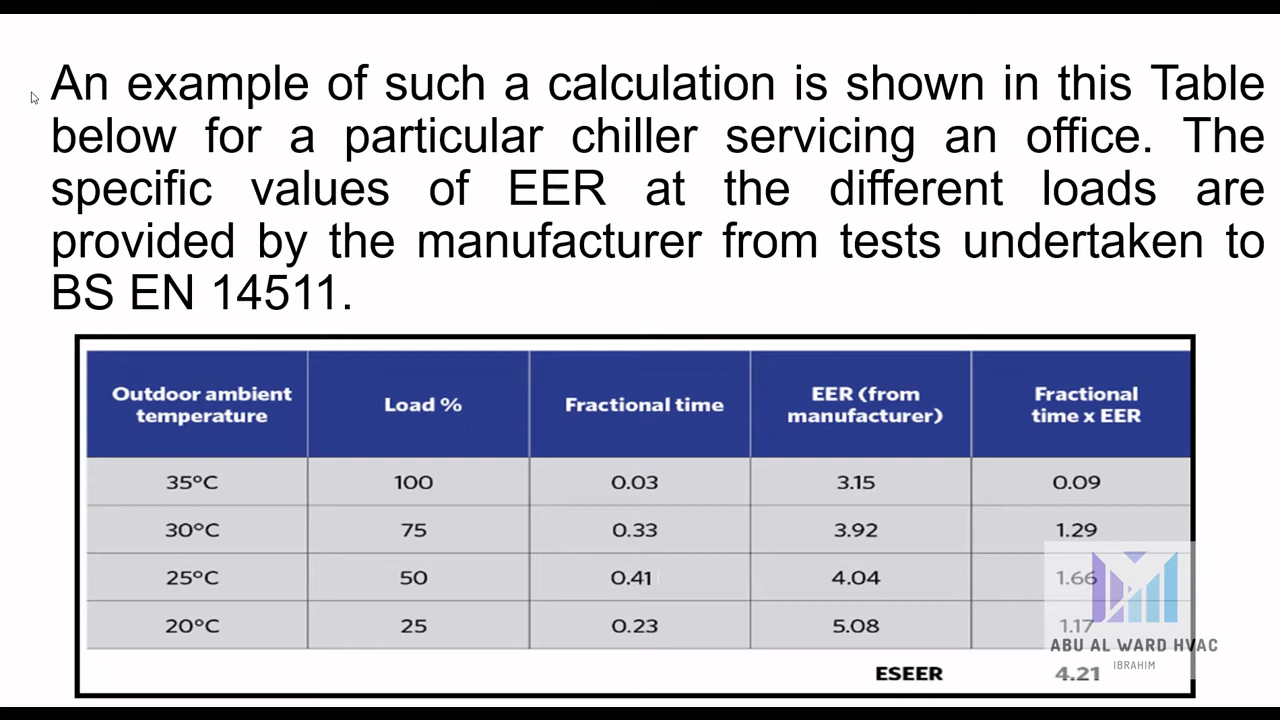 An example of such a calculation is shown in this Table
below for a particular chiller servicing an office. The
specific values of EER at the different loads are
provided by the manufacturer from tests undertaken to
BS EN 14511.
Outdoor ambient temperature Load % Fractional time EER (from manufacturer) Fractional time x EER
35°C 100 0.03 3.15 0.09
30°C 75 0.33 3.92 1.29
25°C 50 0.41 4.04 1.66
20°C 25 0.23 5.08 1.17
ESEER 4.21
ABU AL WARD HVAC
IBRAHIM